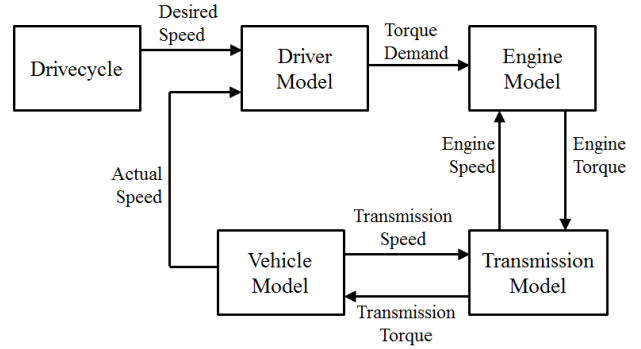 Desired
Speed
Drivecycle
Driver
Model
Torque
Demand
Engine
Model
Actual
Speed
Engine
Speed
Engine
Torque
Transmission
Speed
Vehicle
Model
Transmission
Model
Transmission
Torque